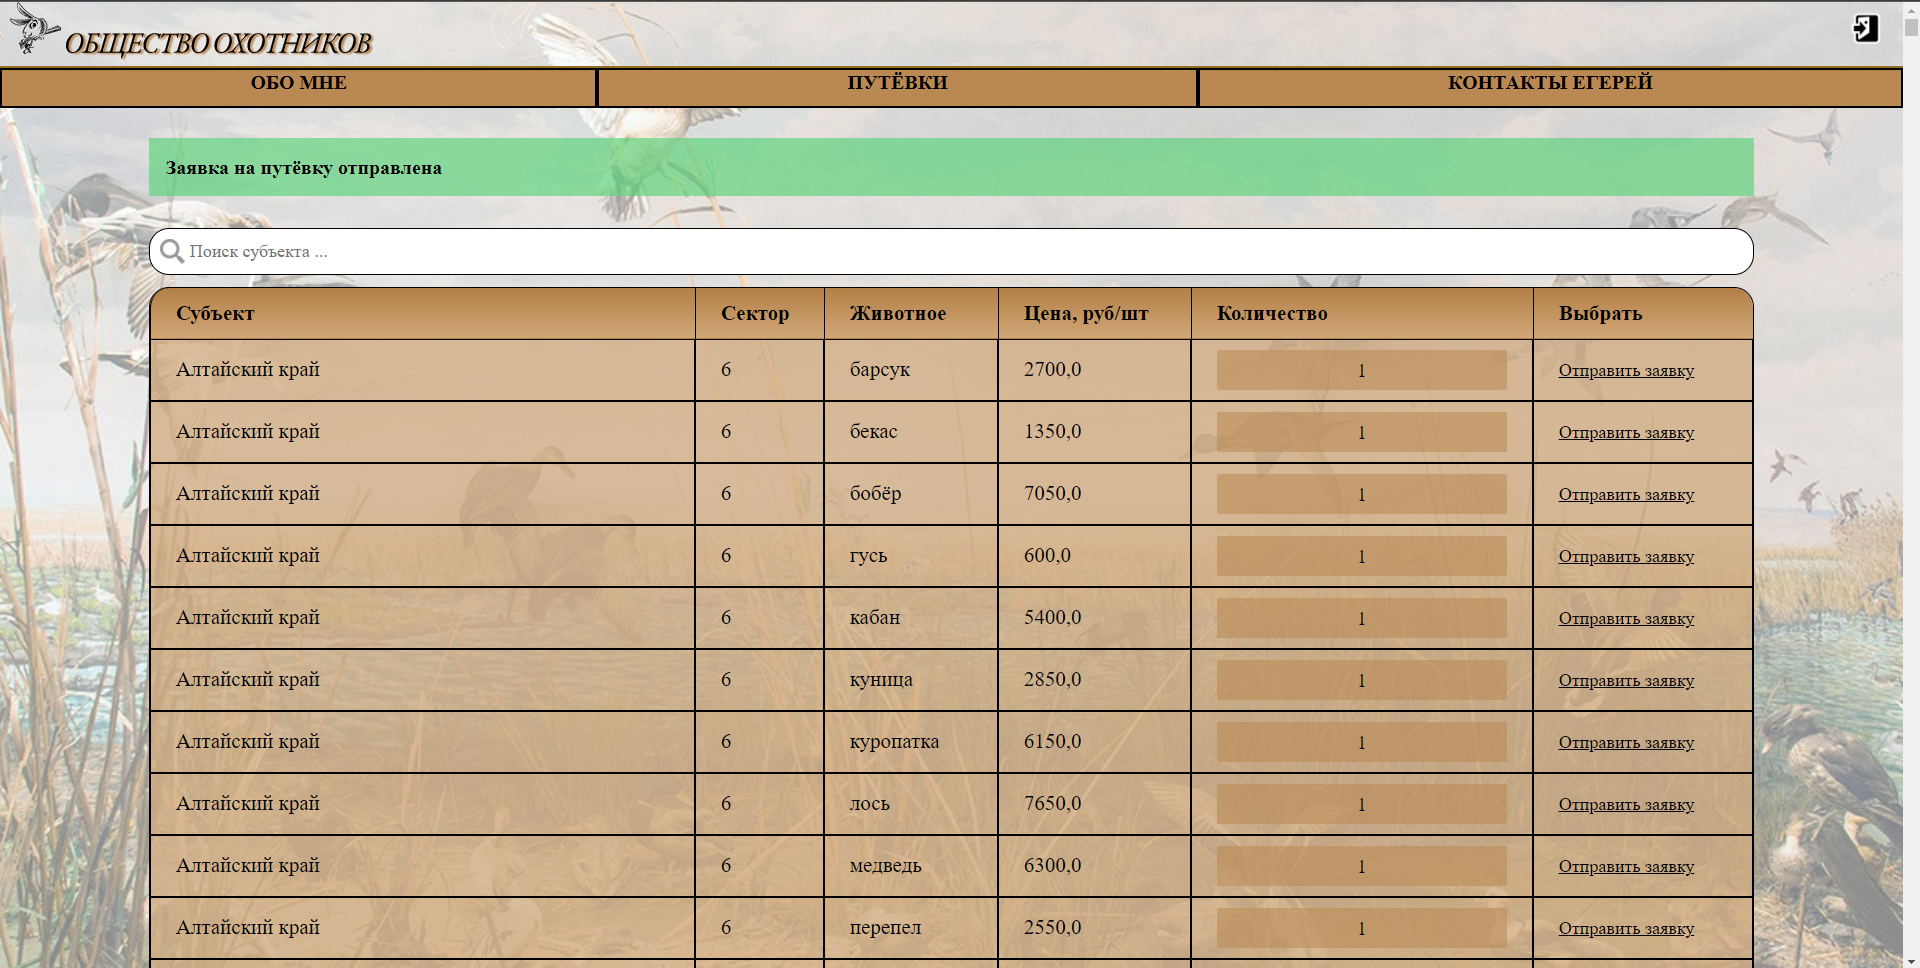 ОБЩЕСТВО ОХОТНИКОВ
ОБО МНЕ ПУТЁВКИ КОНТАКТЫ ЕГЕРЕЙ
Заявка на путёвку отправлена
Поиск субъекта ...
Субъект Сектор Животное Цена, руб/шт Количество Выбрать
Алтайский край 6 барсук 2700,0 1 Отправить заявку
Алтайский край 6 бекас 1350,0 1 Отправить заявку
Алтайский край 6 бобёр 7050,0 1 Отправить заявку
Алтайский край 6 гусь 600,0 1 Отправить заявку
Алтайский край 6 кабан 5400,0 1 Отправить заявку
Алтайский край 6 куница 2850,0 1 Отправить заявку
Алтайский край 6 куропатка 6150,0 1 Отправить заявку
Алтайский край 6 лось 7650,0 1 Отправить заявку
Алтайский край 6 медведь 6300,0 1 Отправить заявку
Алтайский край 6 перепел 2550,0 1 Отправить заявку